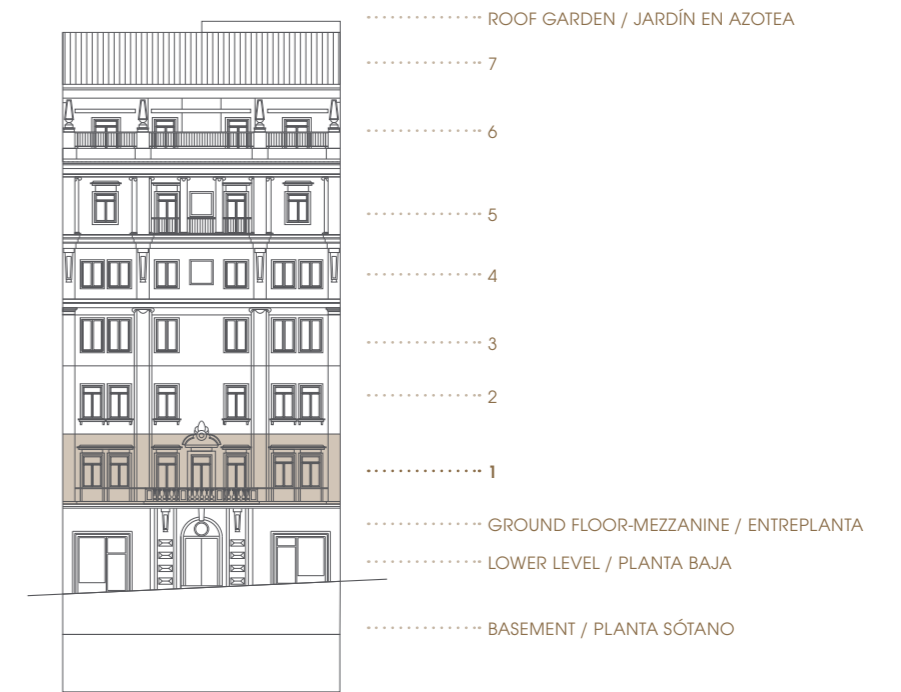 ROOF GARDEN / JARDÍN EN AZOTEA
7
6
5
4
3
2
1
GROUND FLOOR-MEZZANINE / ENTREPLANTA
LOWER LEVEL / PLANTA BAJA
BASEMENT / PLANTA SÓTANO